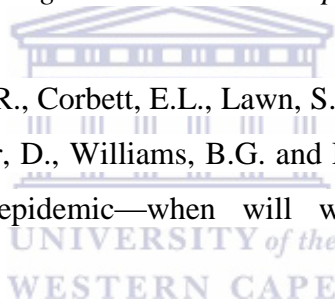 R., Corbett, E.L., Lawn, S.
, D., Williams, B.G. and
epidemic—when will w
UNIVERSITY of the
WESTERN CAPE